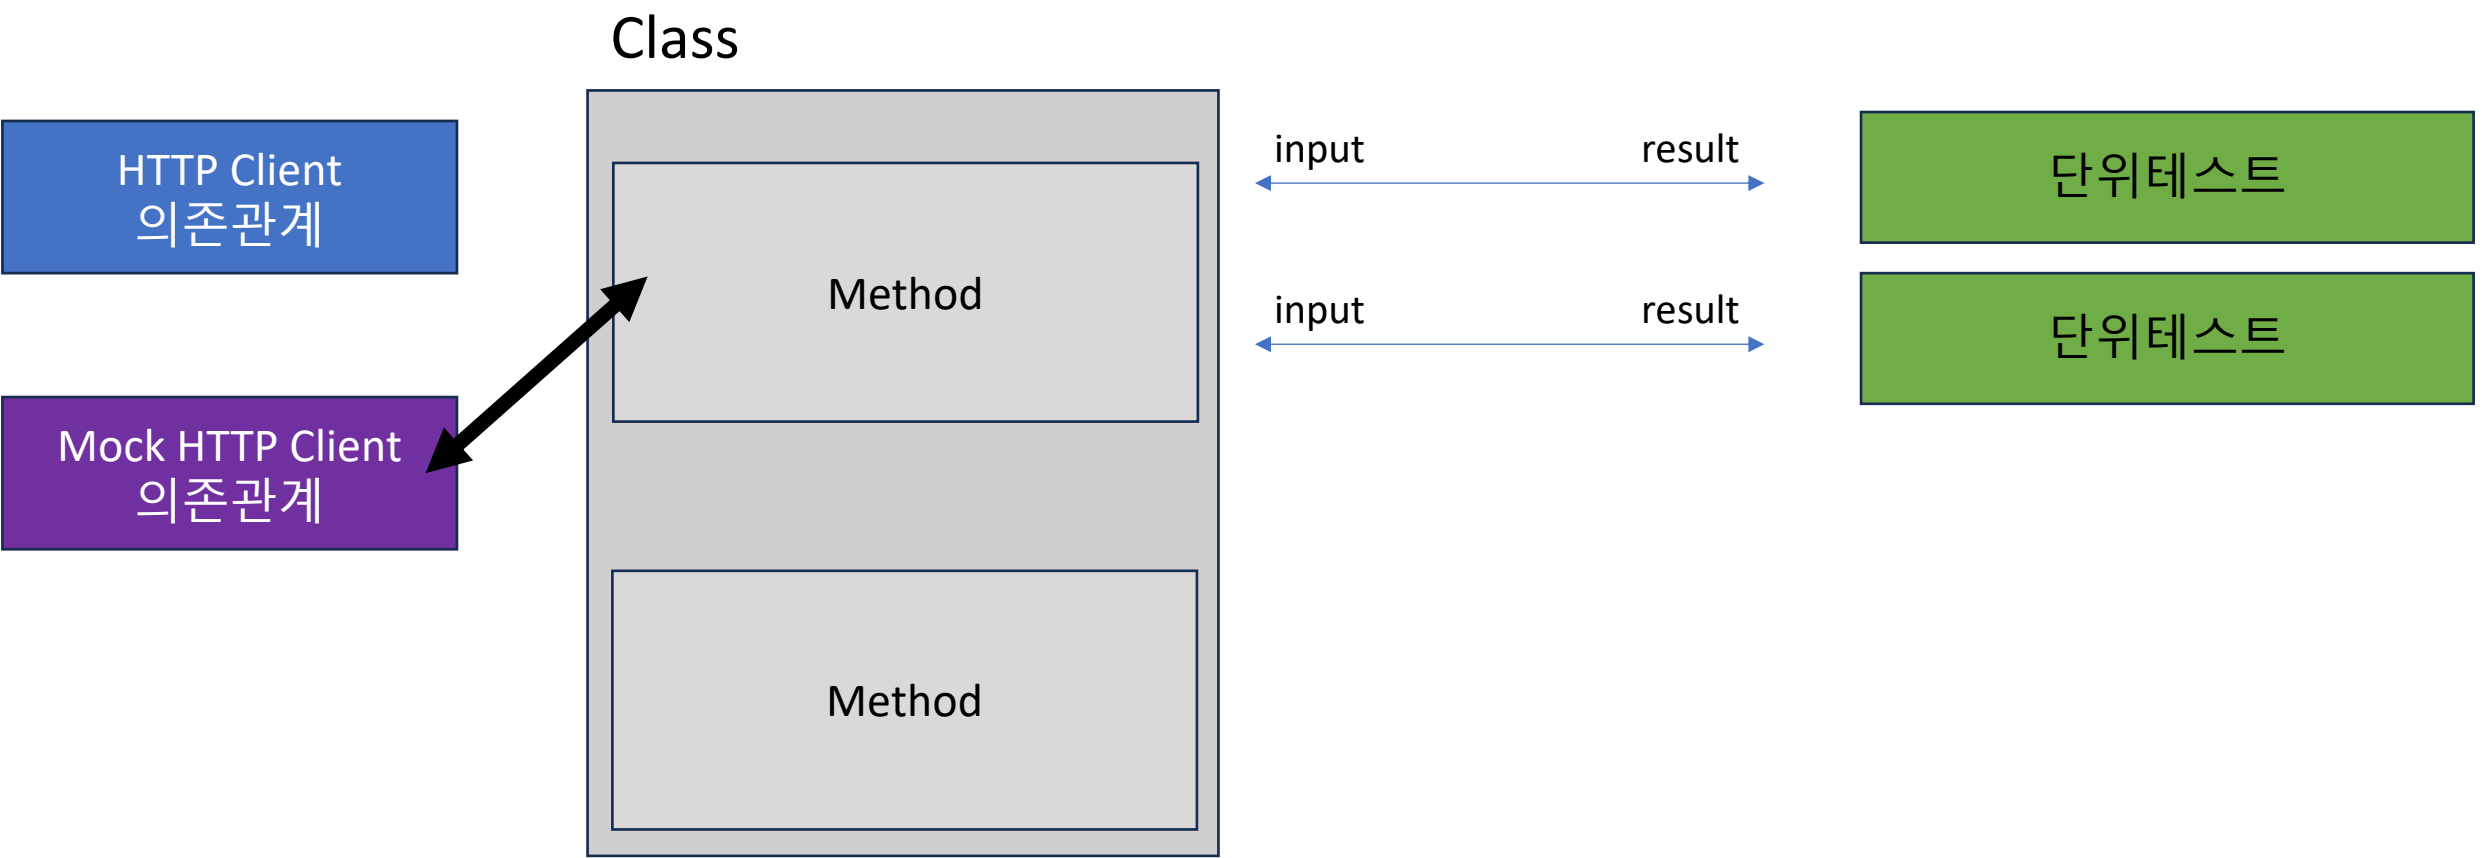 Class
HTTP Client
의존관계
Mock HTTP Client
의존관계
Method
Method
input result
단위테스트
input result
단위테스트